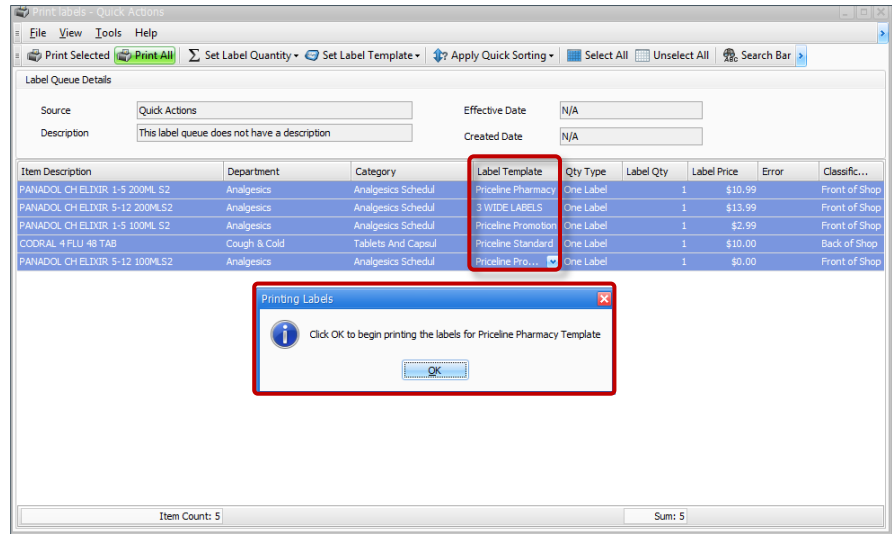 Print labels - Quick Actions
File View Tools Help
Print Selected Print All Set Label Quantity Set Label Template Apply Quick Sorting Select All Unselect All Search Bar
Label Queue Details
Source Quick Actions Effective Date N/A
Description This label queue does not have a description Created Date N/A
Item Description Department Category Label Template Qty Type Label Qty Label Price Error Classific...
PANADOL CH ELIXIR 1-5 200ML S2 Analgesics Analgesics Schedul Priceline Pharmacy One Label 1 $10.99 Front of Shop
PANADOL CH ELIXIR 5-12 200MLS2 Analgesics Analgesics Schedul 3 WIDE LABELS One Label 1 $13.99 Front of Shop
PANADOL CH ELIXIR 1-5 100ML S2 Analgesics Analgesics Schedul Priceline Promotion One Label 1 $2.99 Front of Shop
CODRAL 4 FLU 48 TAB Cough & Cold Tablets And Capsul Priceline Standard One Label 1 $10.00 Back of Shop
PANADOL CH ELIXIR 5-12 100MLS2 Analgesics Analgesics Schedul Priceline Pro... One Label 1 $0.00 Front of Shop
Printing Labels
Click OK to begin printing the labels for Priceline Pharmacy Template
OK
Item Count: 5 Sum: 5